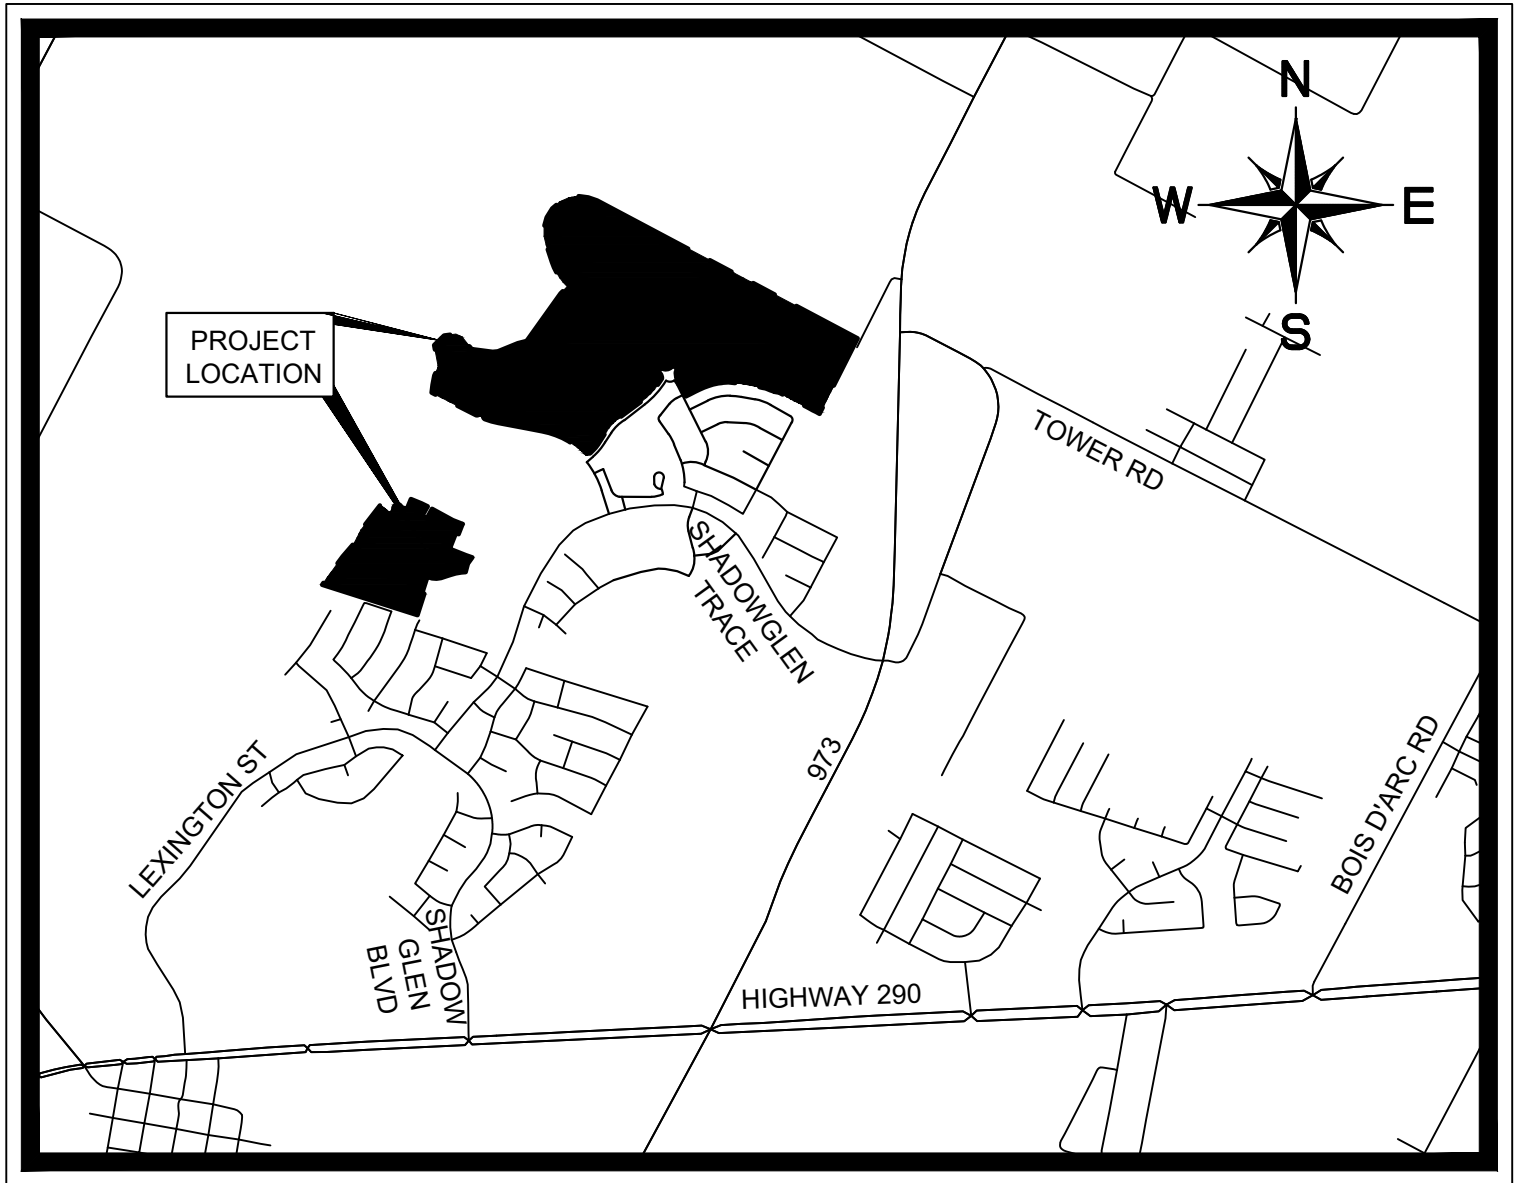 N
W
E
S
PROJECT
LOCATION
TOWER RD
SHADOWGLEN
TRACE
973
LEXINGTON ST
BOIS D'ARC RD
SHADOW
GLEN
BLVD
HIGHWAY 290